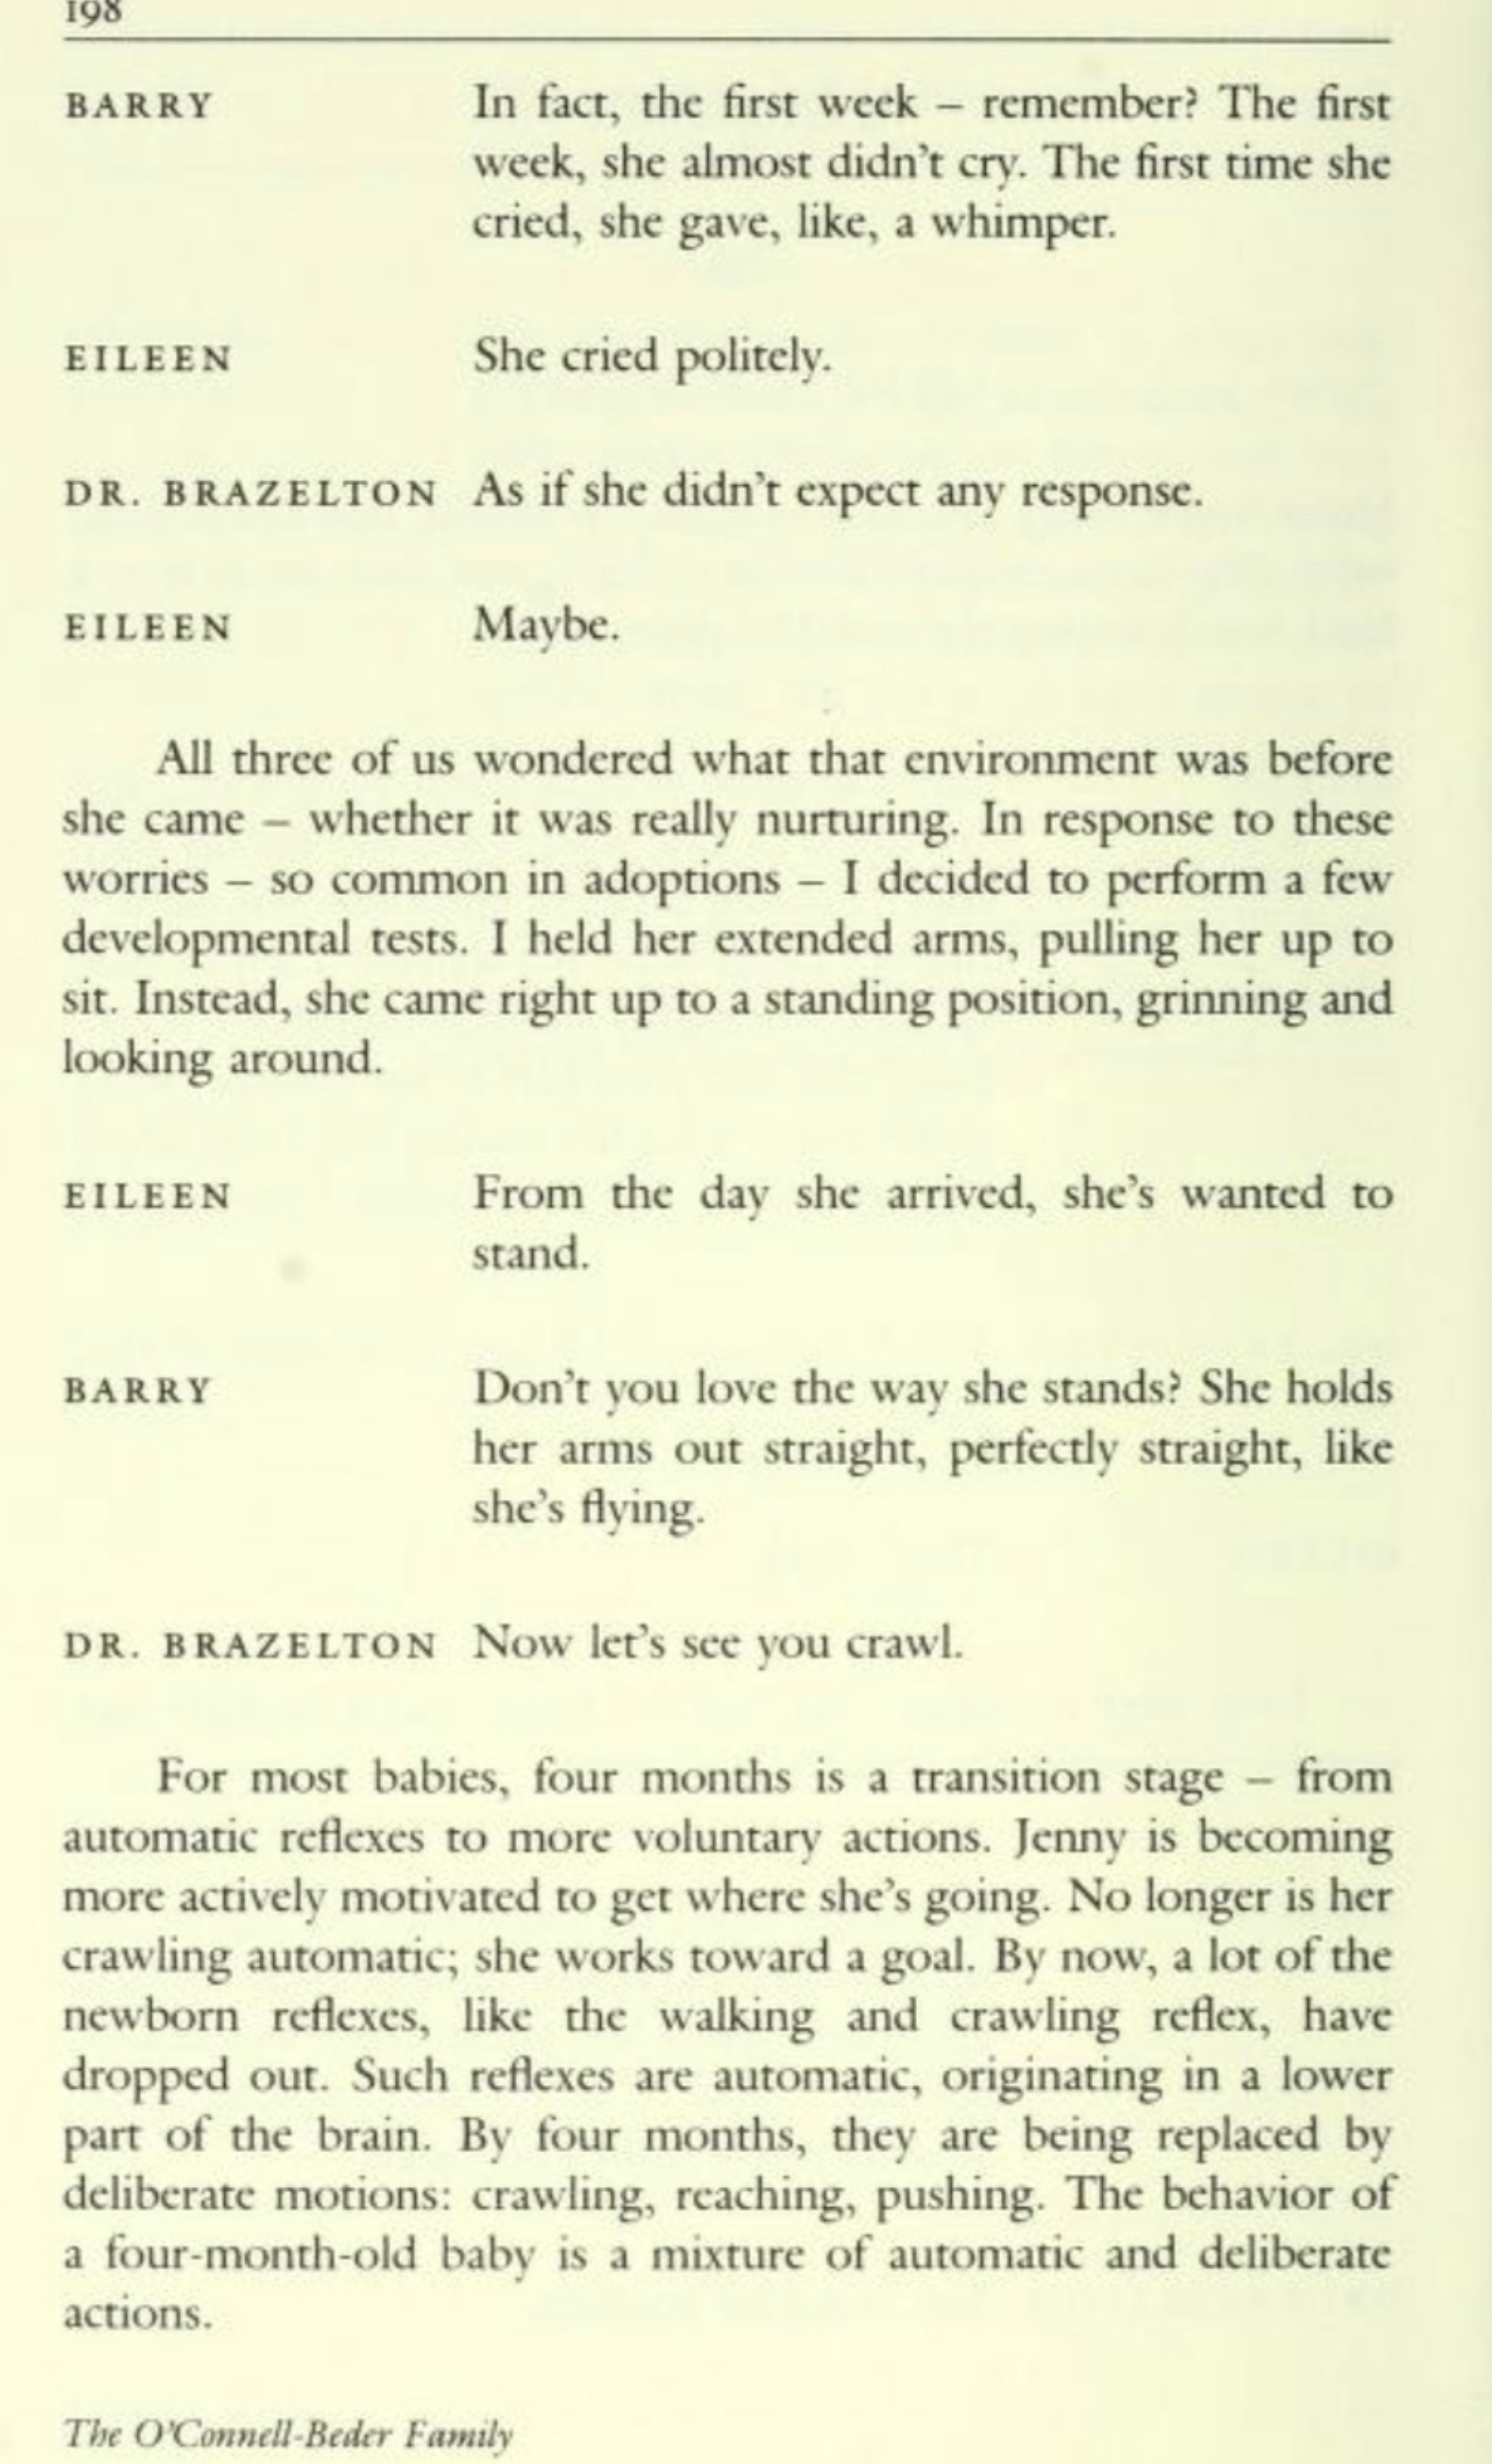 198
BARRY In fact, the first week – remember? The first
week, she almost didn't cry. The first time she
cried, she gave, like, a whimper.
EILEEN She cried politely.
DR. BRAZELTON As if she didn't expect any response.
EILEEN Maybe.
All three of us wondered what that environment was before
she came – whether it was really nurturing. In response to these
worries – so common in adoptions – I decided to perform a few
developmental tests. I held her extended arms, pulling her up to
sit. Instead, she came right up to a standing position, grinning and
looking around.
EILEEN From the day she arrived, she's wanted to
stand.
BARRY Don't you love the way she stands? She holds
her arms out straight, perfectly straight, like
she's flying.
DR. BRAZELTON Now let's see you crawl.
For most babies, four months is a transition stage – from
automatic reflexes to more voluntary actions. Jenny is becoming
more actively motivated to get where she's going. No longer is her
crawling automatic; she works toward a goal. By now, a lot of the
newborn reflexes, like the walking and crawling reflex, have
dropped out. Such reflexes are automatic, originating in a lower
part of the brain. By four months, they are being replaced by
deliberate motions: crawling, reaching, pushing. The behavior of
a four-month-old baby is a mixture of automatic and deliberate
actions.
The O'Connell-Beder Family